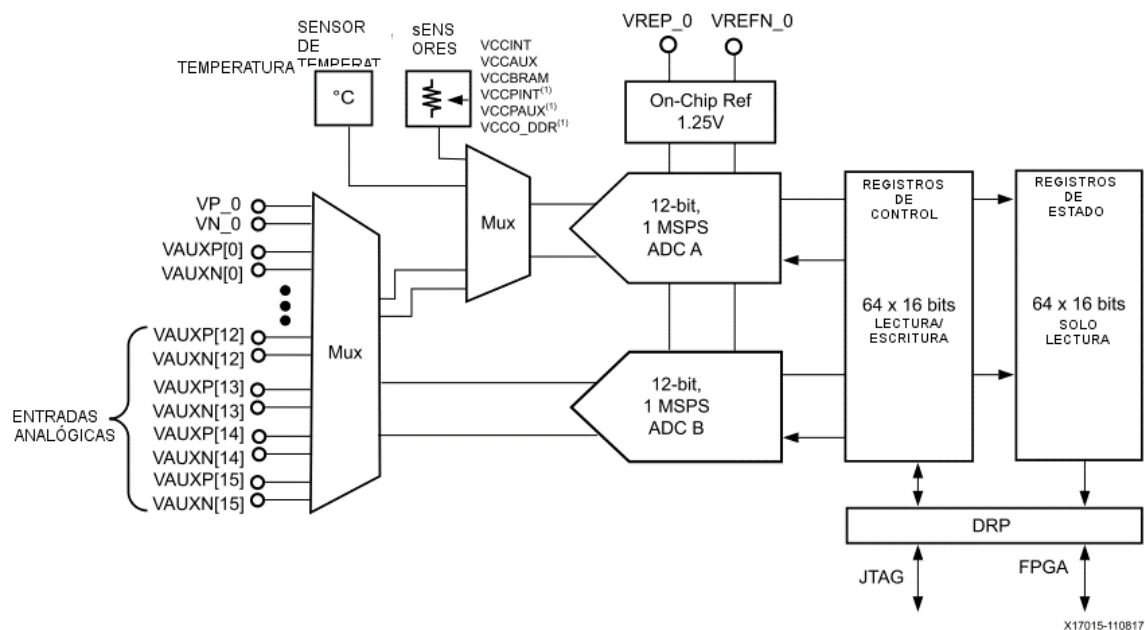 SENSOR
DE
TEMPERAT
TEMPERATURA
°C
sENS
ORES
VCCINT
VCCAUX
VCCBRAM
VCCPINT(1)
VCCPAUX(1)
VCCO_DDR(1)
VREP_0
VREFN_0
On-Chip Ref
1.25V
VP_0
VN_0
VAUXP[0]
VAUXN[0]
VAUXP[12]
VAUXN[12]
VAUXP[13]
VAUXN[13]
VAUXP[14]
VAUXN[14]
VAUXP[15]
VAUXN[15]
ENTRADAS
ANALÓGICAS
Mux
Mux
12-bit,
1 MSPS
ADC A
12-bit,
1 MSPS
ADC B
REGISTROS
DE
CONTROL
64 x 16 bits
LECTURA/
ESCRITURA
REGISTROS
DE
ESTADO
64 x 16 bits
SOLO
LECTURA
DRP
JTAG
FPGA
X17015-110817